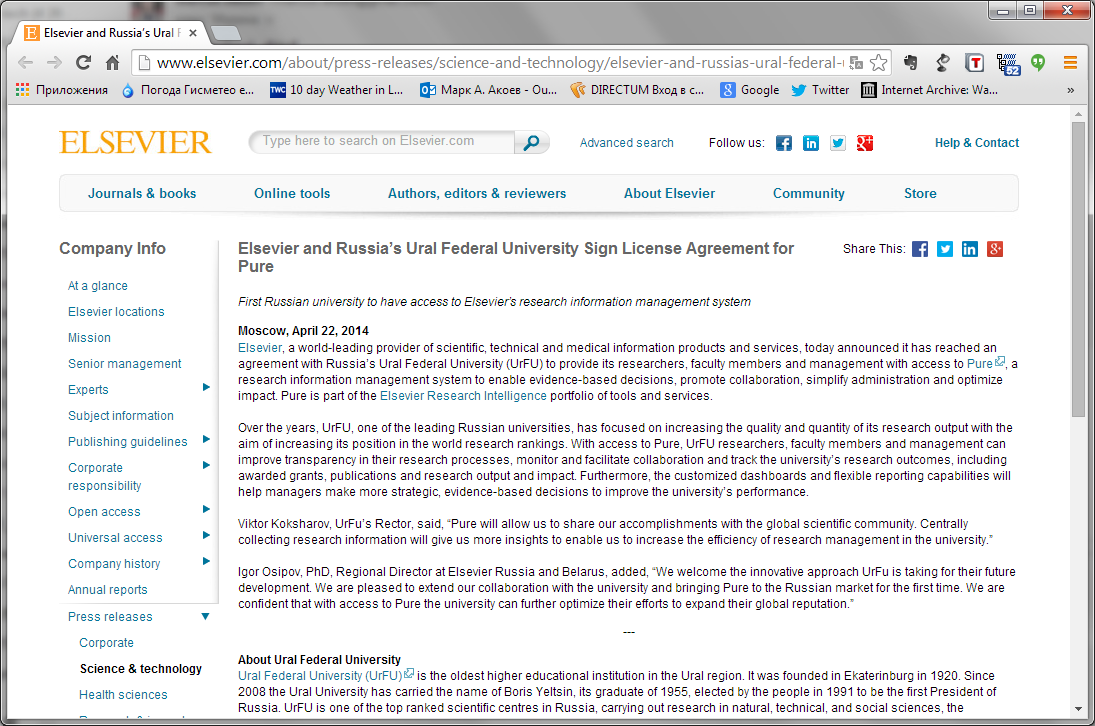 Elsevier and Russia's Ural F
www.elsevier.com/about/press-releases/science-and-technology/elsevier-and-russias-ural-federal-
52
Приложения Погода Гисметео е... TWC 10 day Weather in L... Марк А. Акоев - Ou... DIRECTUM Вход в с... Google Twitter Internet Archive: Wa... »
ELSEVIER Type here to search on Elsevier.com Advanced search Follow us: Help & Contact
Journals & books Online tools Authors, editors & reviewers About Elsevier Community Store
Company Info
At a glance
Elsevier locations
Mission
Senior management
Experts
Subject information
Publishing guidelines
Corporate
responsibility
Open access
Universal access
Company history
Annual reports
Press releases
Corporate
Science & technology
Health sciences
Elsevier and Russia's Ural Federal University Sign License Agreement for
Pure
Share This:
First Russian university to have access to Elsevier's research information management system
Moscow, April 22, 2014
Elsevier, a world-leading provider of scientific, technical and medical information products and services, today announced it has reached an
agreement with Russia's Ural Federal University (UrFU) to provide its researchers, faculty members and management with access to Pure, a
research information management system to enable evidence-based decisions, promote collaboration, simplify administration and optimize
impact. Pure is part of the Elsevier Research Intelligence portfolio of tools and services.
Over the years, UrFU, one of the leading Russian universities, has focused on increasing the quality and quantity of its research output with the
aim of increasing its position in the world research rankings. With access to Pure, UrFU researchers, faculty members and management can
improve transparency in their research processes, monitor and facilitate collaboration and track the university's research outcomes, including
awarded grants, publications and research output and impact. Furthermore, the customized dashboards and flexible reporting capabilities will
help managers make more strategic, evidence-based decisions to improve the university's performance.
Viktor Koksharov, UrFu's Rector, said, “Pure will allow us to share our accomplishments with the global scientific community. Centrally
collecting research information will give us more insights to enable us to increase the efficiency of research management in the university.”
Igor Osipov, PhD, Regional Director at Elsevier Russia and Belarus, added, “We welcome the innovative approach UrFu is taking for their future
development. We are pleased to extend our collaboration with the university and bringing Pure to the Russian market for the first time. We are
confident that with access to Pure the university can further optimize their efforts to expand their global reputation.”
---
About Ural Federal University
Ural Federal University (UrFU) is the oldest higher educational institution in the Ural region. It was founded in Ekaterinburg in 1920. Since
2008 the Ural University has carried the name of Boris Yeltsin, its graduate of 1955, elected by the people in 1991 to be the first President of
Russia. UrFU is one of the top ranked scientific centres in Russia, carrying out research in natural, technical, and social sciences, the